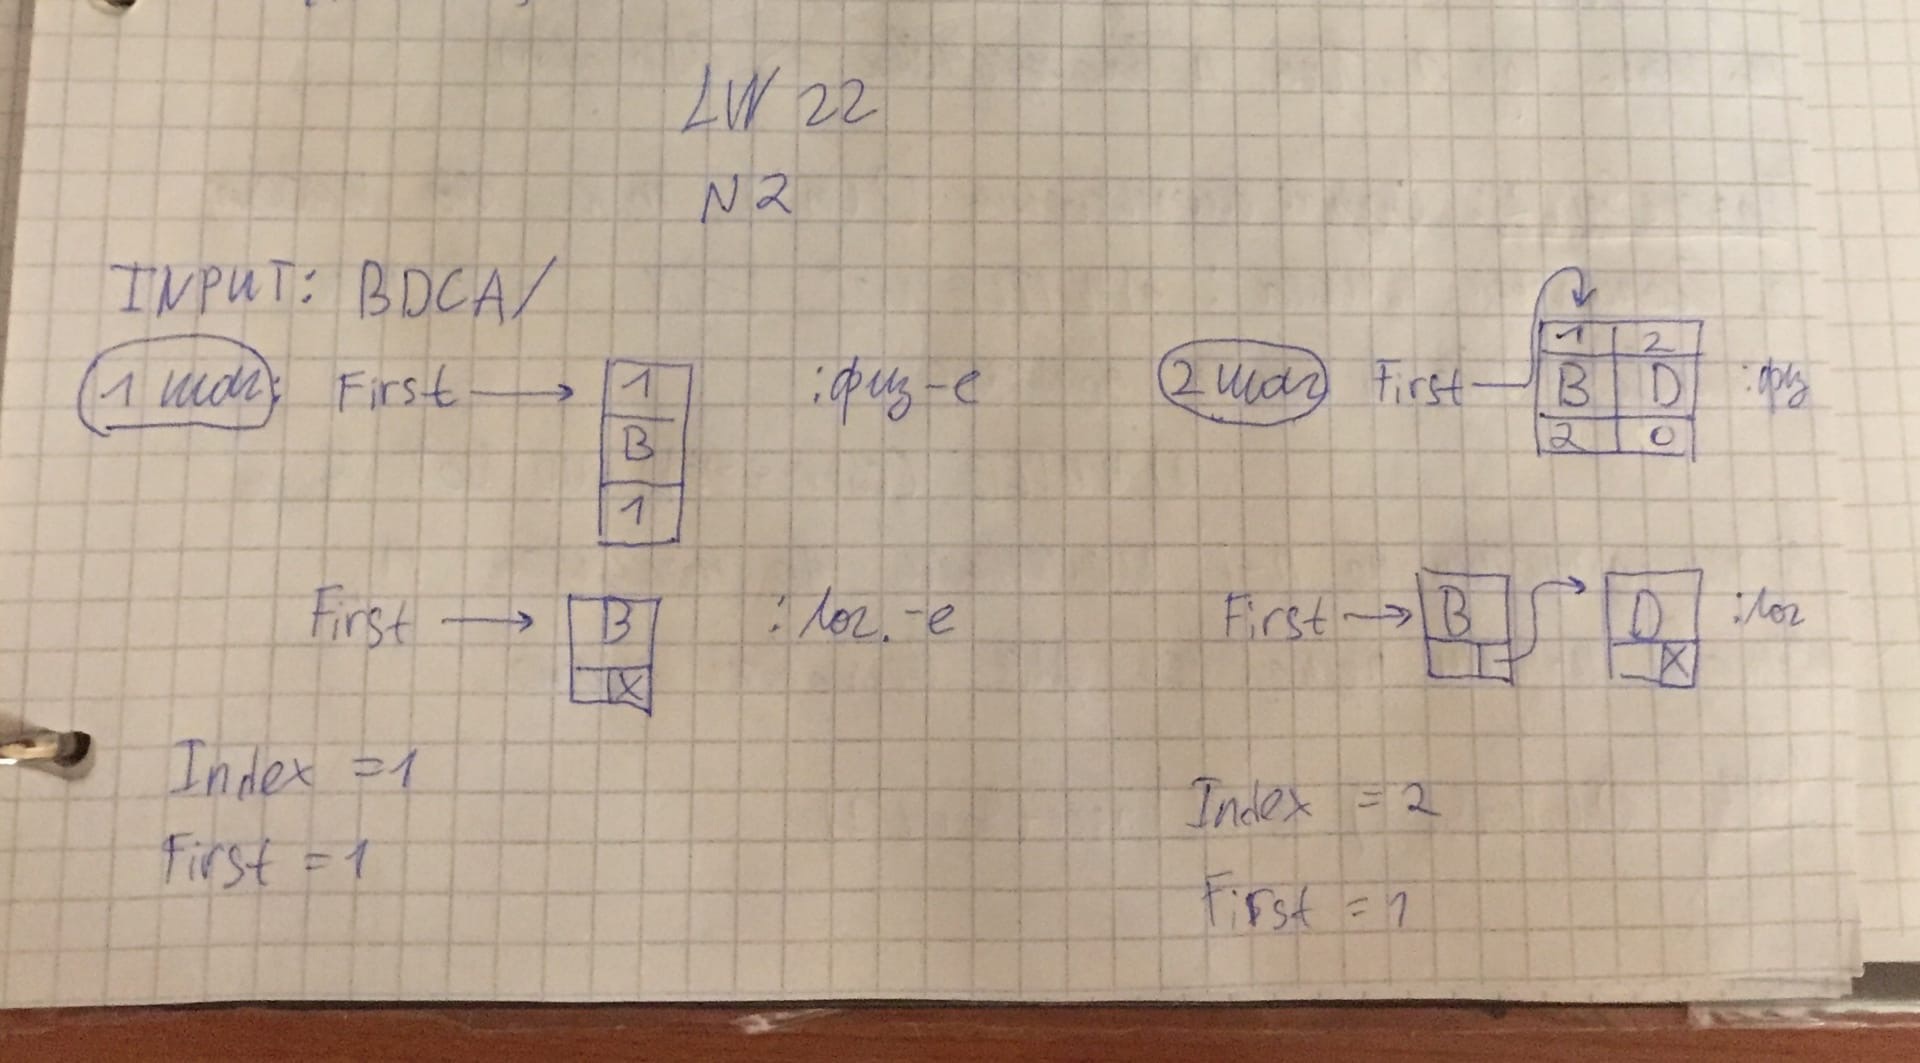 LW 22
N 2
INPUT: BDCA/
1 шаг: First
1
B
1
:физ-е
First
B
X
:лог.-е
Index = 1
First = 1
2 шаг First
1 2
B D
2 0
:физ
First
B
D
X
:лог
Index = 2
First = 1